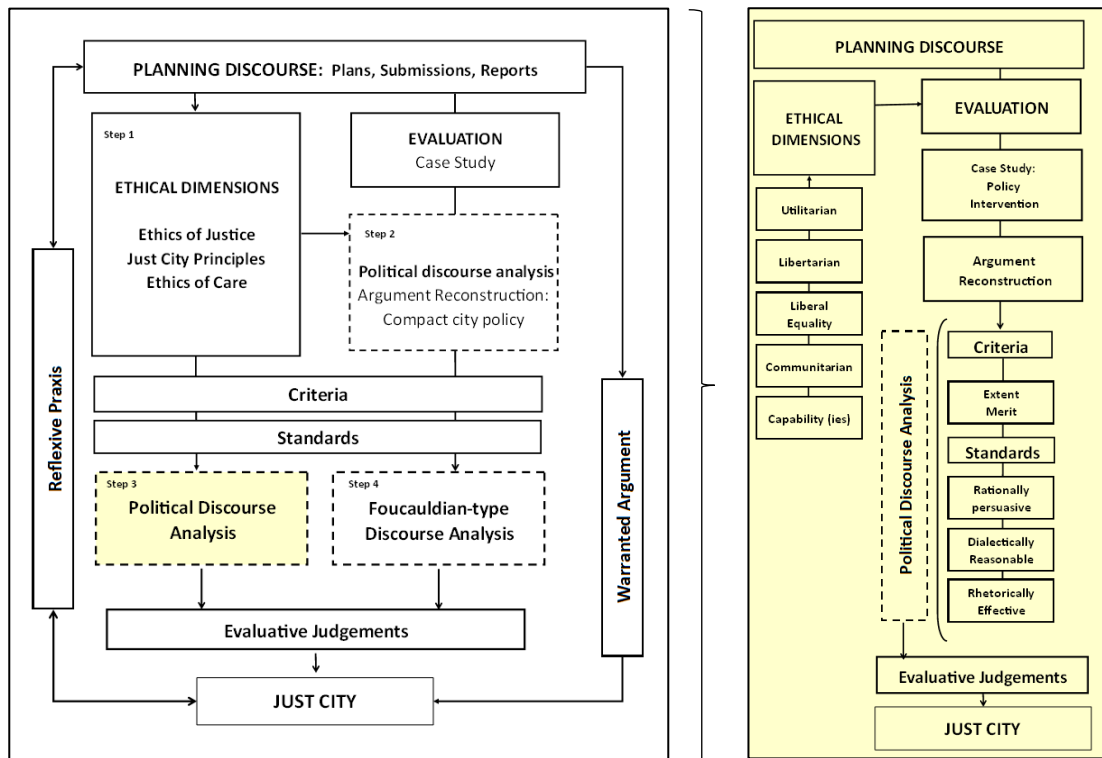 PLANNING DISCOURSE: Plans, Submissions, Reports
Step 1
ETHICAL DIMENSIONS
Ethics of Justice
Just City Principles
Ethics of Care
EVALUATION
Case Study
Step 2
Political discourse analysis
Argument Reconstruction:
Compact city policy
Reflexive Praxis
Warranted Argument
Criteria
Standards
Step 3
Political Discourse
Analysis
Step 4
Foucauldian-type
Discourse Analysis
Evaluative Judgements
JUST CITY
PLANNING DISCOURSE
ETHICAL
DIMENSIONS
EVALUATION
Utilitarian
Libertarian
Liberal
Equality
Communitarian
Capability (ies)
Case Study:
Policy
Intervention
Argument
Reconstruction
Political Discourse Analysis
Criteria
Extent
Merit
Standards
Rationally
persuasive
Dialectically
Reasonable
Rhetorically
Effective
Evaluative Judgements
JUST CITY